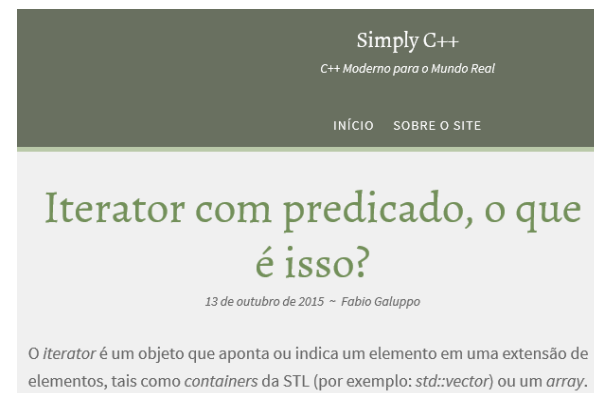 Simply C++
C++ Moderno para o Mundo Real
INÍCIO SOBRE O SITE
Iterator com predicado, o que
é isso?
13 de outubro de 2015 ~ Fabio Galuppo
O iterator é um objeto que aponta ou indica um elemento em uma extensão de
elementos, tais como containers da STL (por exemplo: std::vector) ou um array.